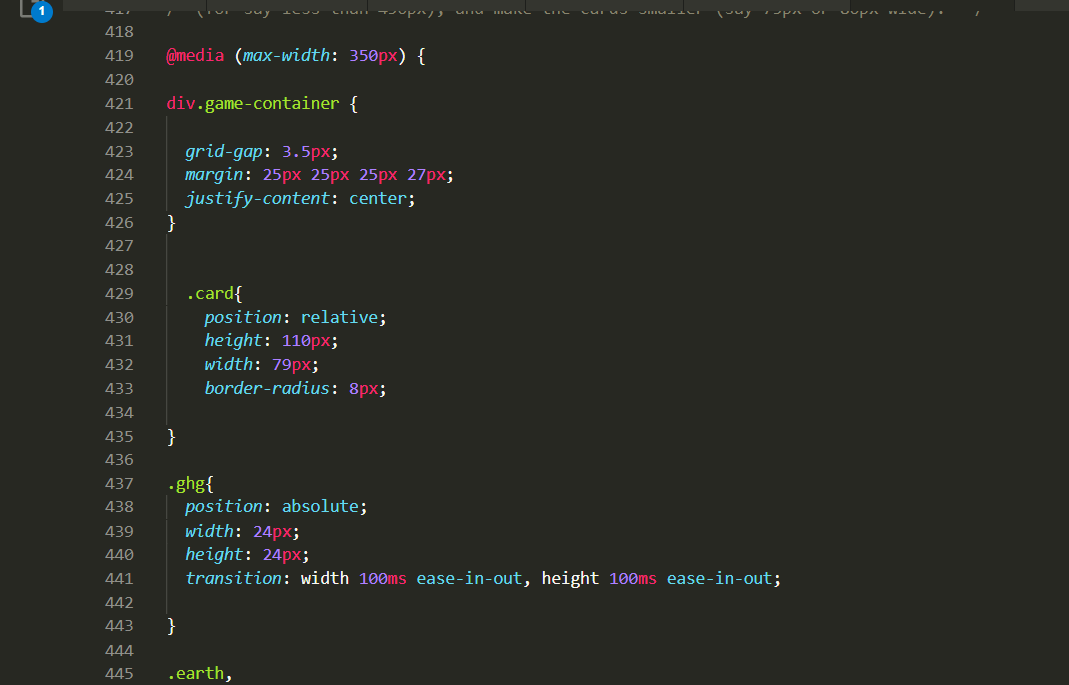 1
417 /* (for say less than 450px), and make the cards smaller (say 75px or 80px wide). */
418
419 @media (max-width: 350px) {
420
421 div.game-container {
422
423 grid-gap: 3.5px;
424 margin: 25px 25px 25px 27px;
425 justify-content: center;
426 }
427
428
429 .card{
430 position: relative;
431 height: 110px;
432 width: 79px;
433 border-radius: 8px;
434
435 }
436
437 .ghg{
438 position: absolute;
439 width: 24px;
440 height: 24px;
441 transition: width 100ms ease-in-out, height 100ms ease-in-out;
442
443 }
444
445 .earth,